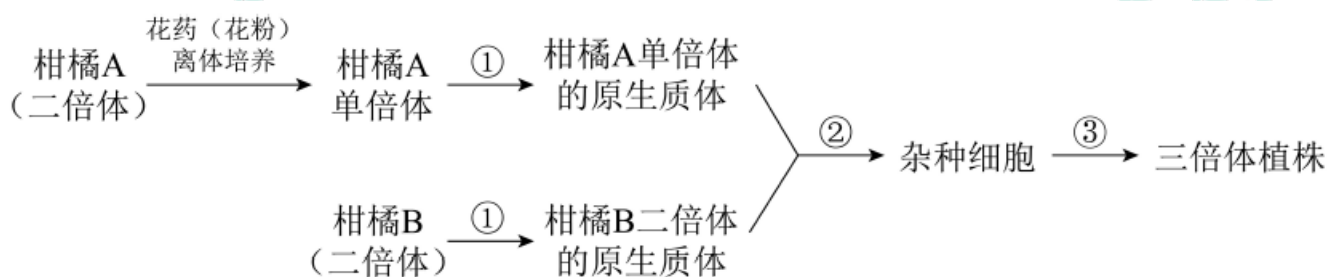 花药（花粉）
离体培养
柑橘A
（二倍体）
柑橘A
单倍体
①
柑橘A单倍体
的原生质体
②
杂种细胞
③
三倍体植株
柑橘B
（二倍体）
①
柑橘B二倍体
的原生质体